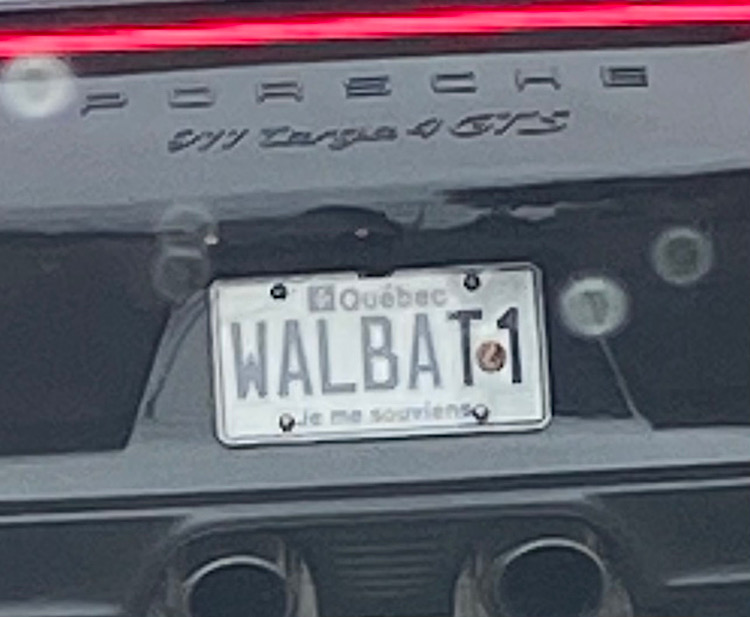 PORSCHE
911 Targa 4 GTS
Québec
WALBAT1
Je me souviens